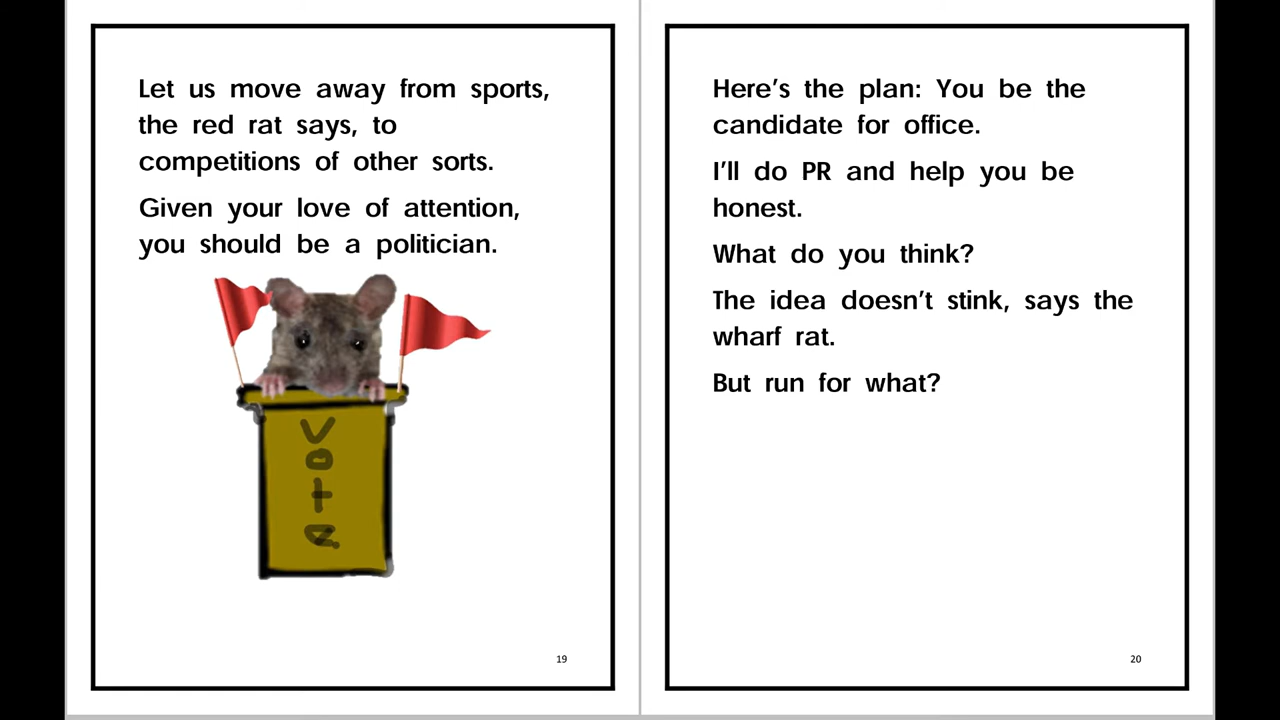 Let us move away from sports,
the red rat says, to
competitions of other sorts.
Given your love of attention,
you should be a politician.
V
o
t
e
19
Here's the plan: You be the
candidate for office.
I'll do PR and help you be
honest.
What do you think?
The idea doesn't stink, says the
wharf rat.
But run for what?
20